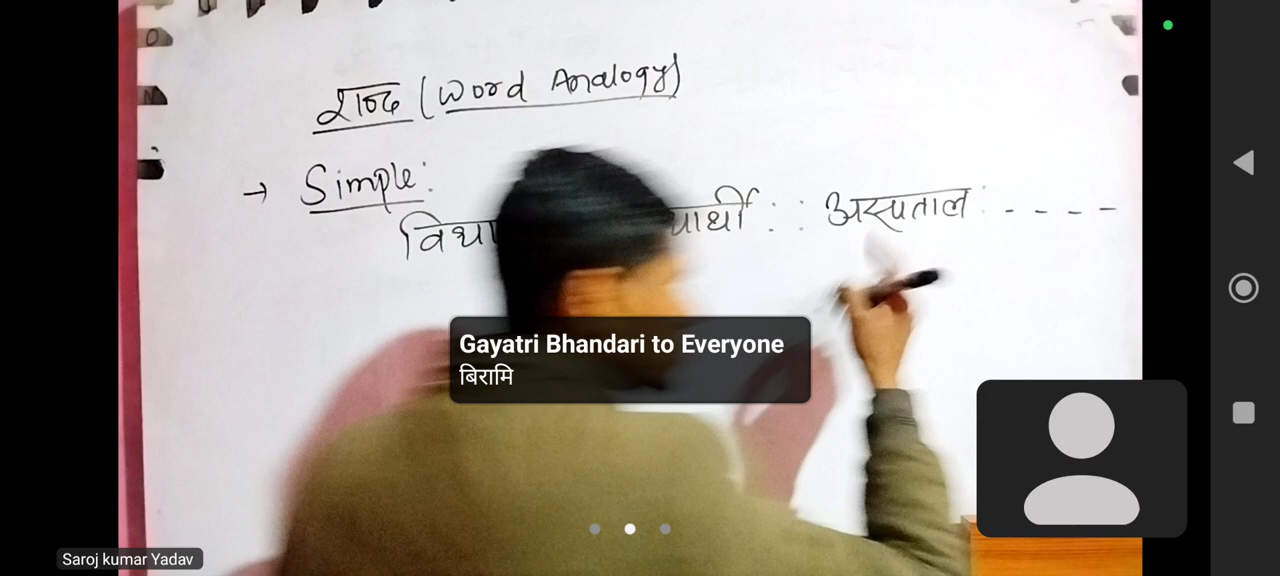 शब्द (Word Analogy)
→ Simple:
: : अस्पताल : - - - -
Gayatri Bhandari to Everyone
बिरामि
Saroj kumar Yadav